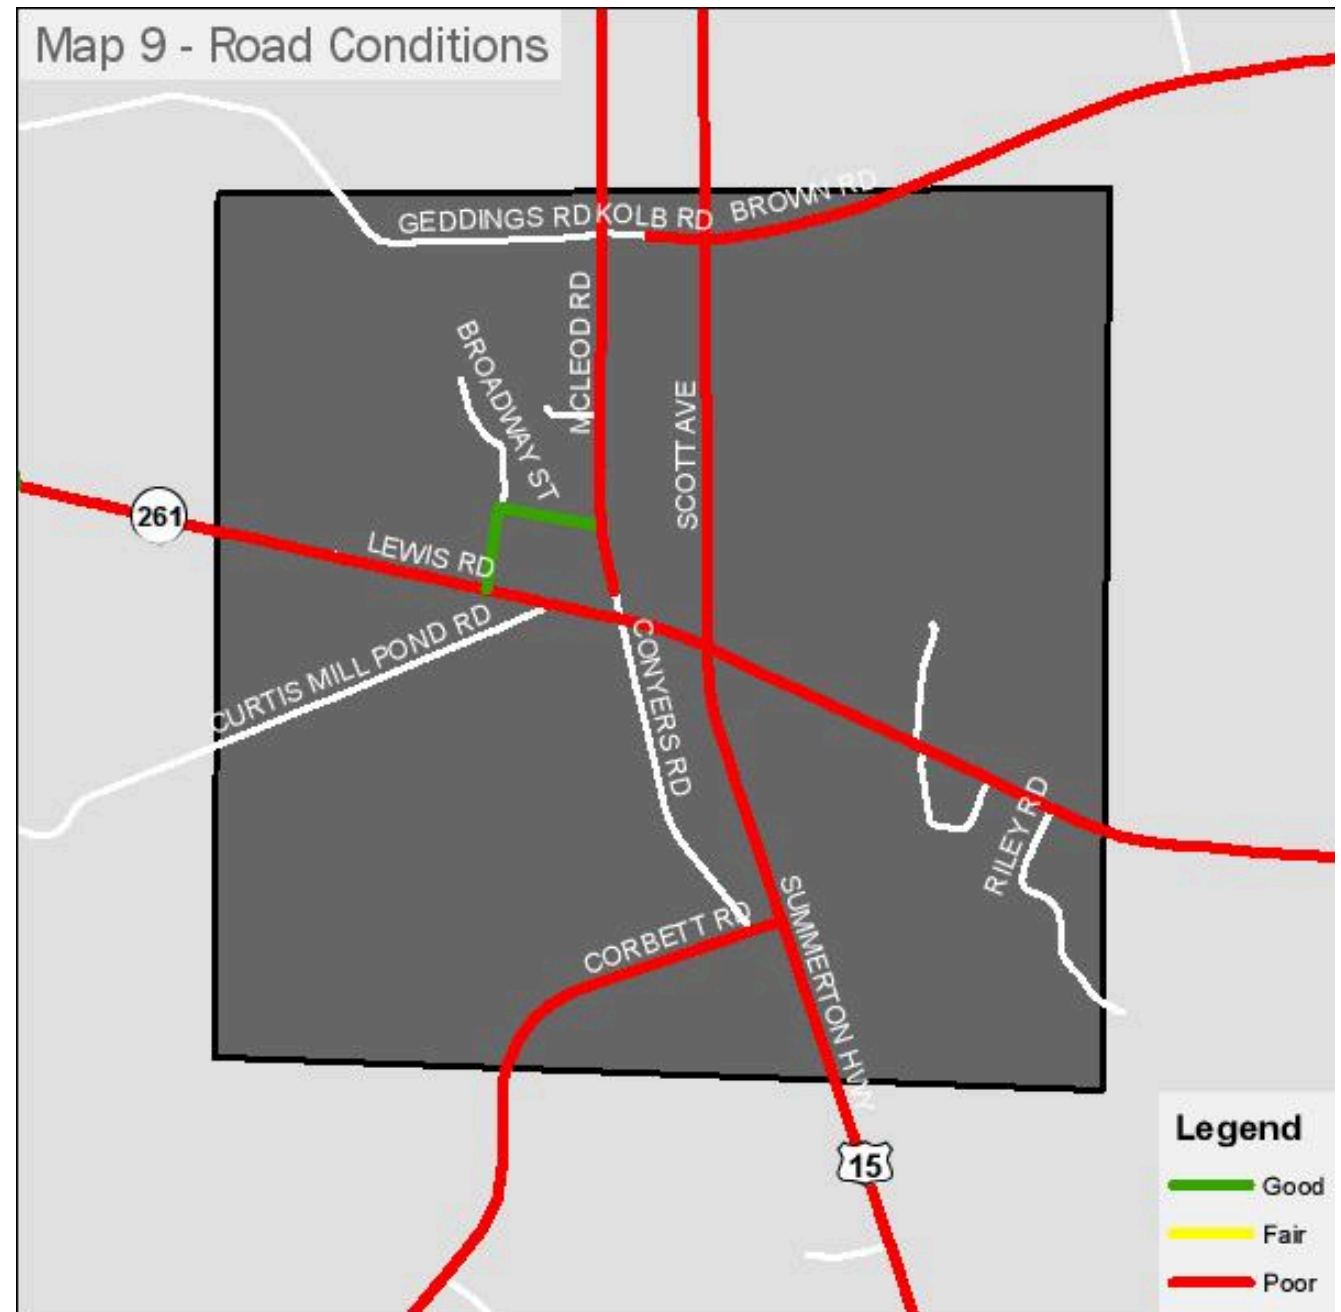 Map 9 - Road Conditions
GEDDINGS RD
KOLB RD
BROWN RD
MCLEOD RD
BROADWAY ST
SCOTT AVE
261
LEWIS RD
CURTIS MILL POND RD
CONYERS RD
RILEY RD
CORBETT RD
SUMMERTON HWY
15
Legend
Good
Fair
Poor